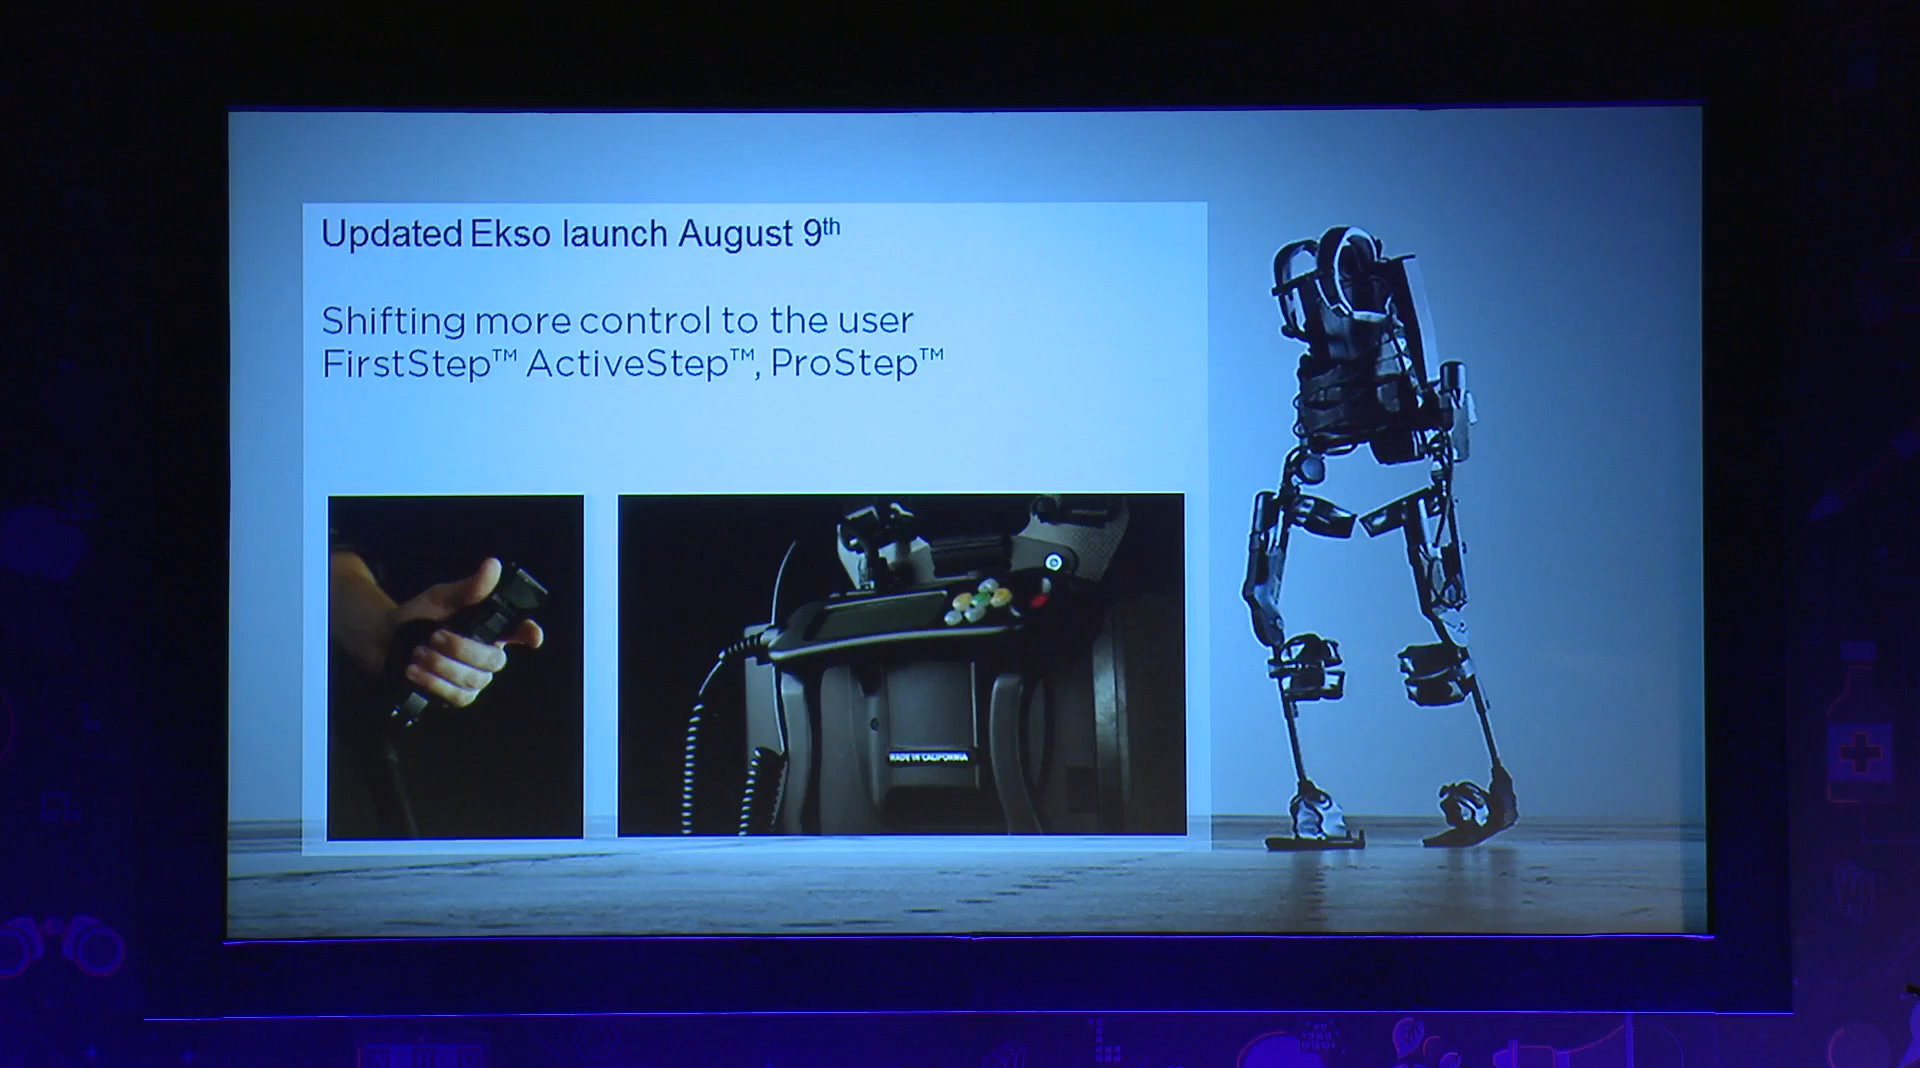 Updated Ekso launch August 9th
Shifting more control to the user
FirstStep™ ActiveStep™, ProStep™
MADE IN CALIFORNIA